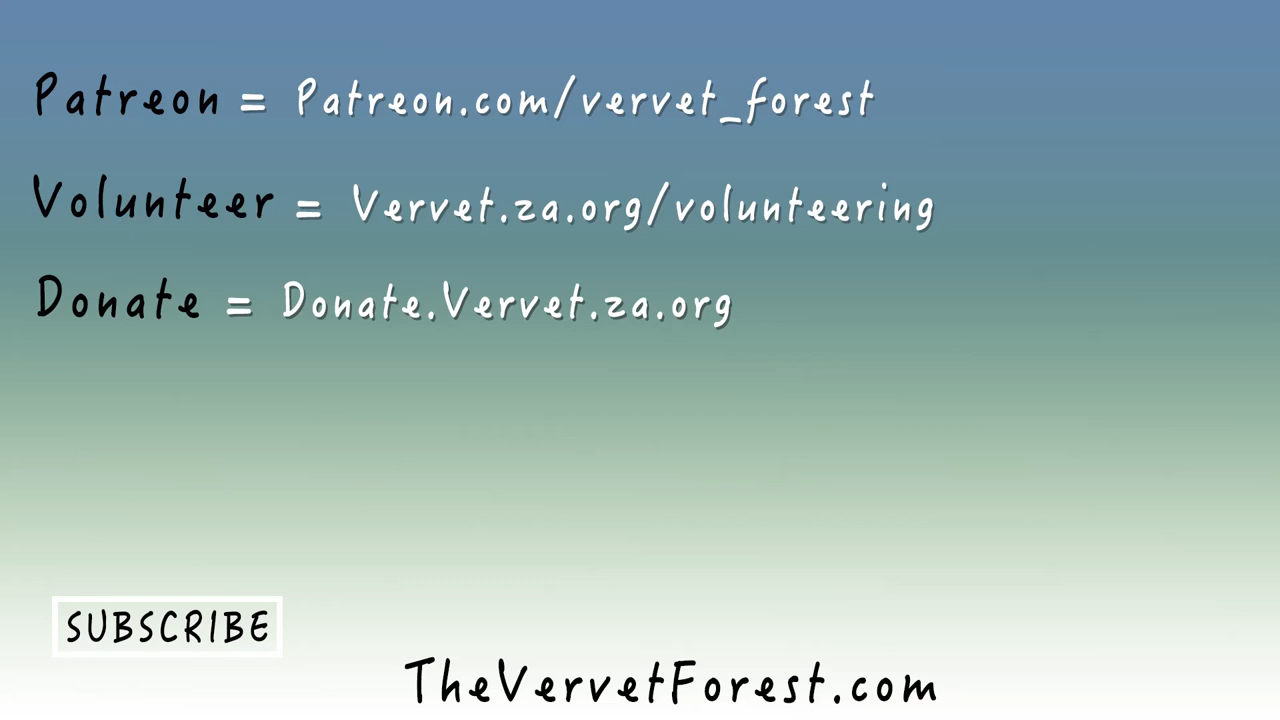 Patreon = Patreon.com/vervet_forest
Volunteer = Vervet.za.org/volunteering
Donate = Donate.Vervet.za.org
SUBSCRIBE
TheVervetForest.com